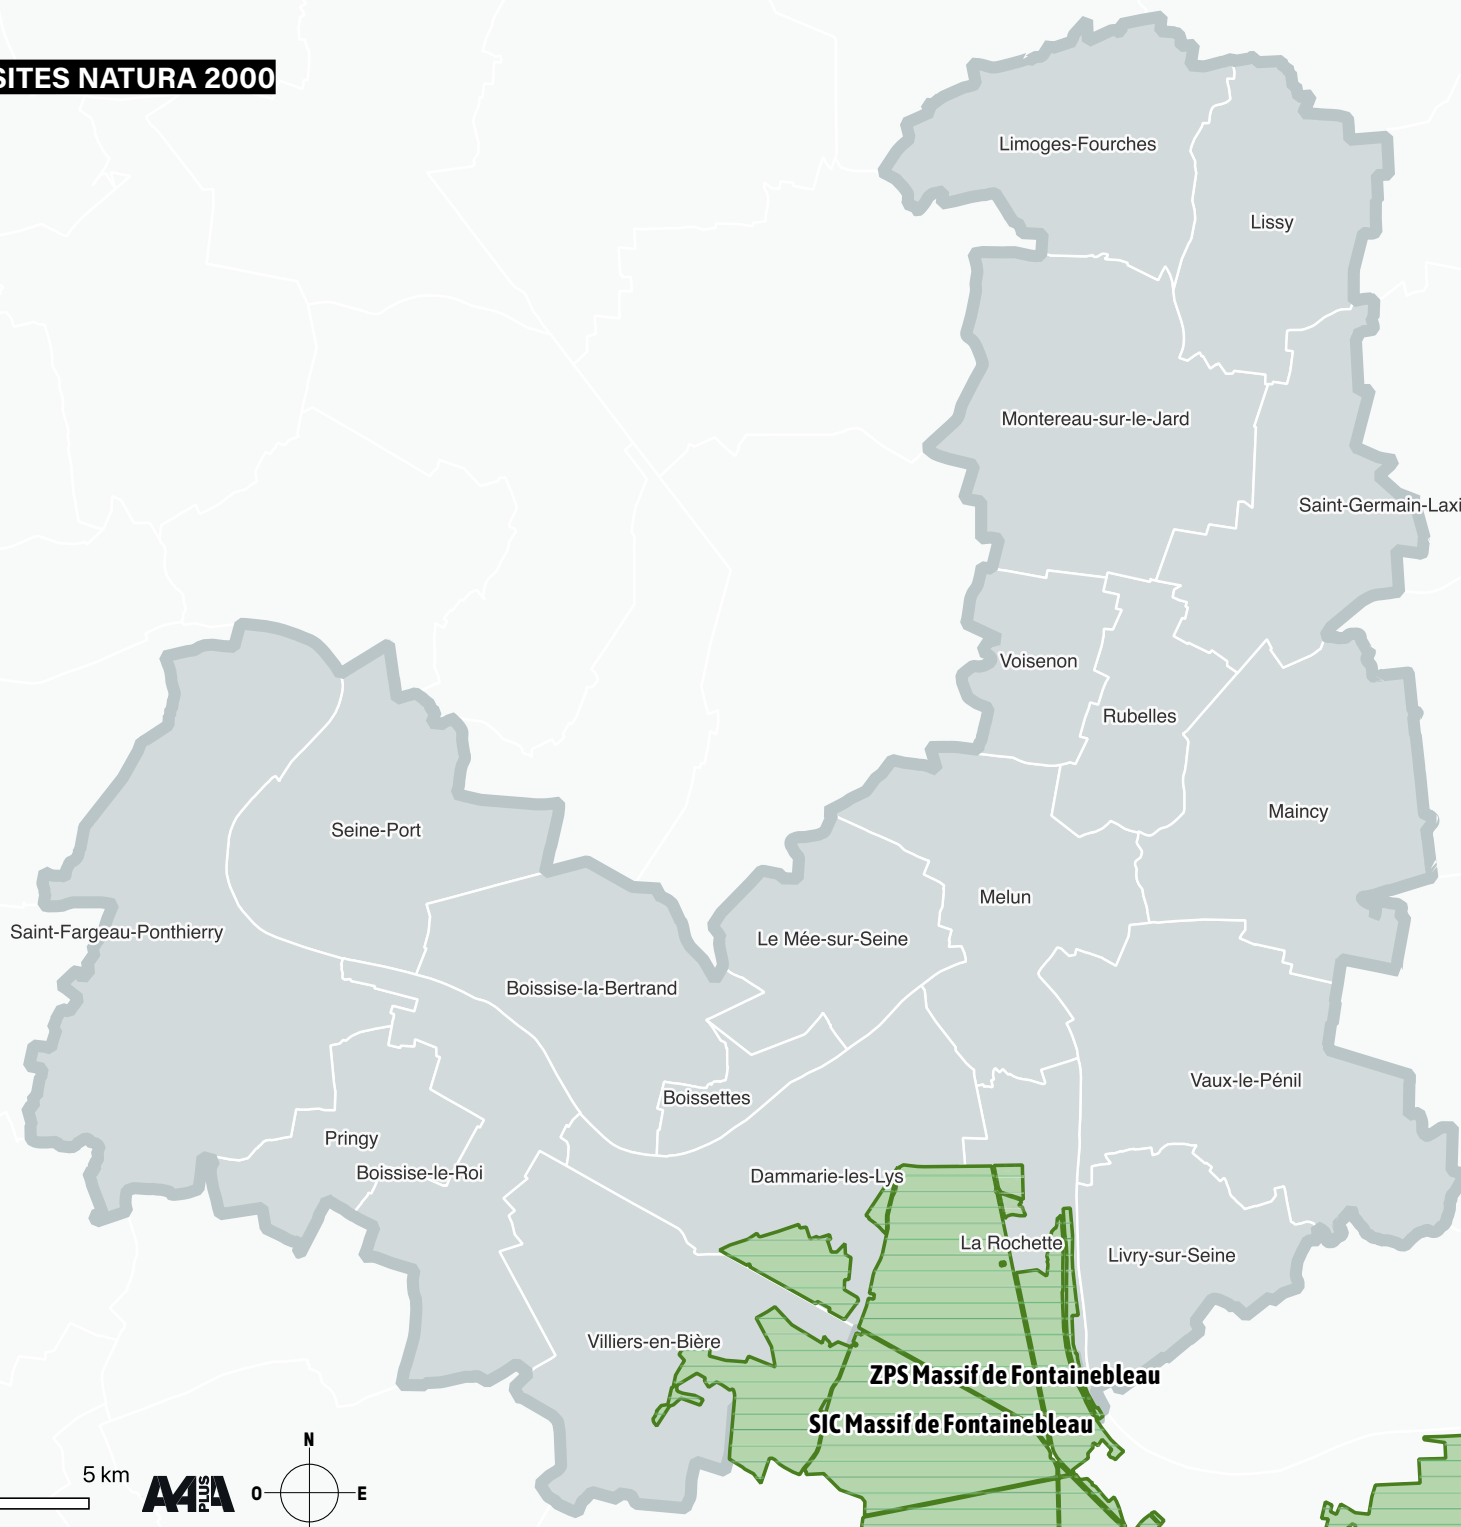 SITES NATURA 2000
Limoges-Fourches
Lissy
Montereau-sur-le-Jard
Saint-Germain-Laxi
Voisenon
Rubelles
Maincy
Seine-Port
Melun
Saint-Fargeau-Ponthierry
Le Mée-sur-Seine
Boissise-la-Bertrand
Vaux-le-Pénil
Boissettes
Pringy
Boissise-le-Roi
Dammarie-les-Lys
La Rochette
Livry-sur-Seine
Villiers-en-Bière
ZPS Massif de Fontainebleau
SIC Massif de Fontainebleau
N
5 km
A4A PLUS
O
E